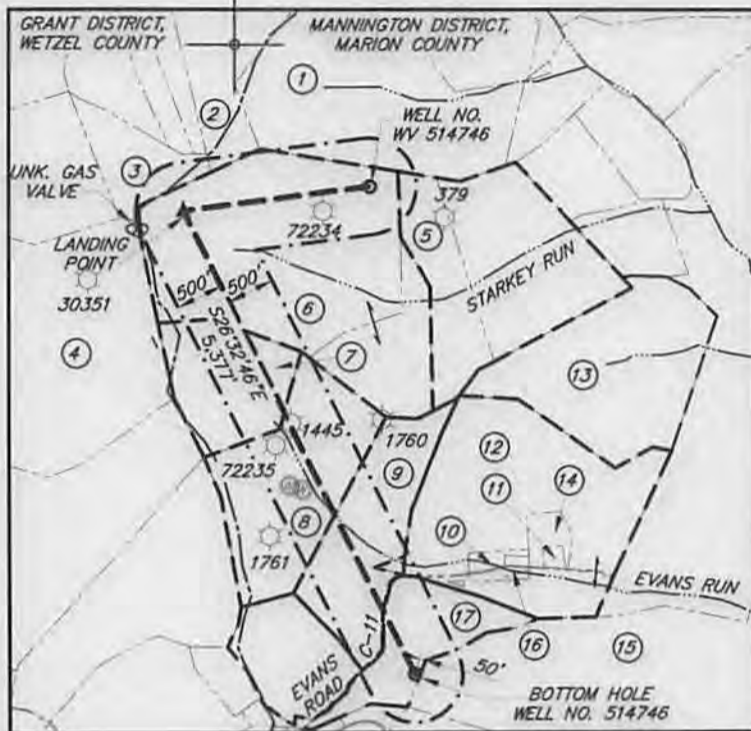 GRANT DISTRICT,
WETZEL COUNTY
MANNINGTON DISTRICT,
MARION COUNTY
1
2
WELL NO.
WV 514746
3
UNK. GAS
VALVE
379
72234
5
LANDING
POINT
30351
500'
500'
STARKEY RUN
6
S26°32'46"E
5,377'
4
7
13
1445
1760
12
72235
9
11
14
8
10
1761
EVANS RUN
C-11
17
16
15
EVANS
ROAD
50'
BOTTOM HOLE
WELL NO. 514746